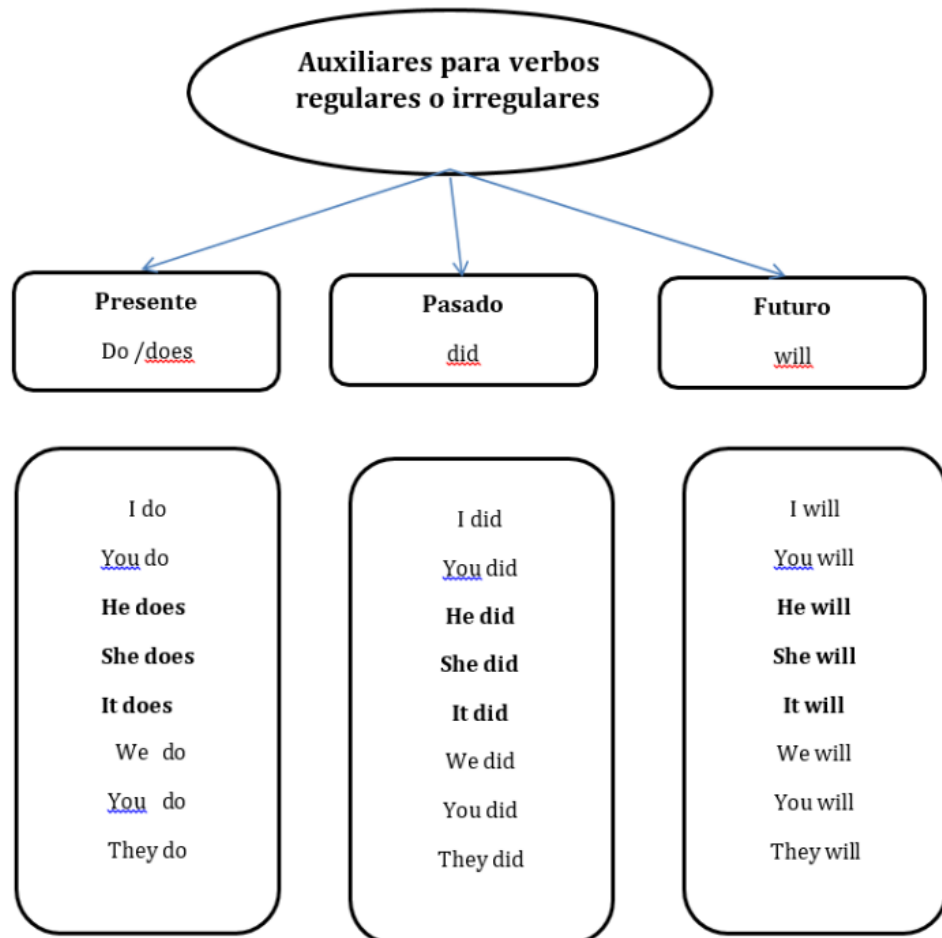 Auxiliares para verbos
regulares o irregulares
Presente
Do /does
Pasado
did
Futuro
will
I do
You do
He does
She does
It does
We do
You do
They do
I did
You did
He did
She did
It did
We did
You did
They did
I will
You will
He will
She will
It will
We will
You will
They will